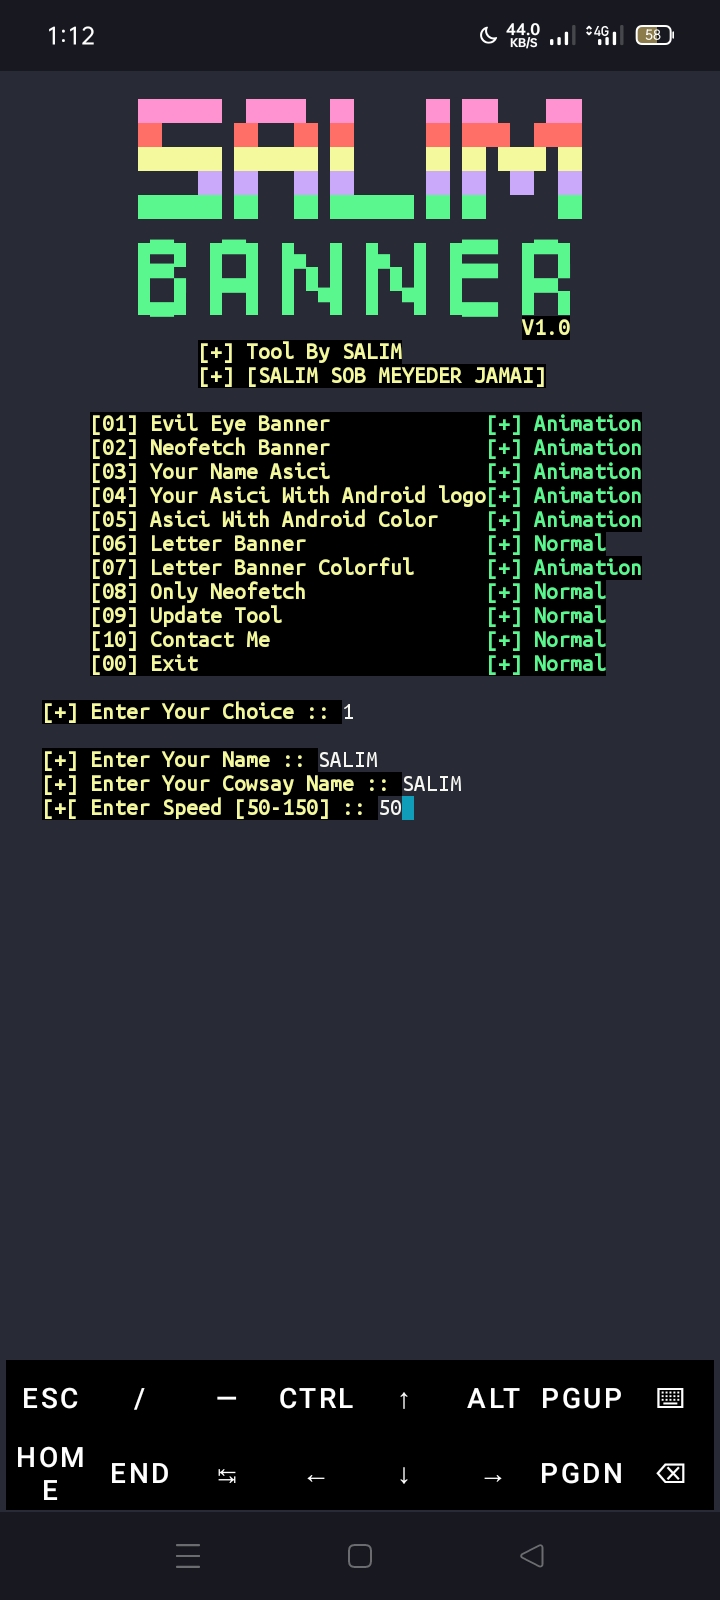 1:12
44.0
KB/S
4G
58
SALIM
BANNER
V1.0
[+] Tool By SALIM
[+] [SALIM SOB MEYEDER JAMAI]
[01] Evil Eye Banner [+] Animation
[02] Neofetch Banner [+] Animation
[03] Your Name Asici [+] Animation
[04] Your Asici With Android logo[+] Animation
[05] Asici With Android Color [+] Animation
[06] Letter Banner [+] Normal
[07] Letter Banner Colorful [+] Animation
[08] Only Neofetch [+] Normal
[09] Update Tool [+] Normal
[10] Contact Me [+] Normal
[00] Exit [+] Normal
[+] Enter Your Choice :: 1
[+] Enter Your Name :: SALIM
[+] Enter Your Cowsay Name :: SALIM
[+[ Enter Speed [50-150] :: 50
ESC / — CTRL ↑ ALT PGUP
HOME END ↹ ← ↓ → PGDN